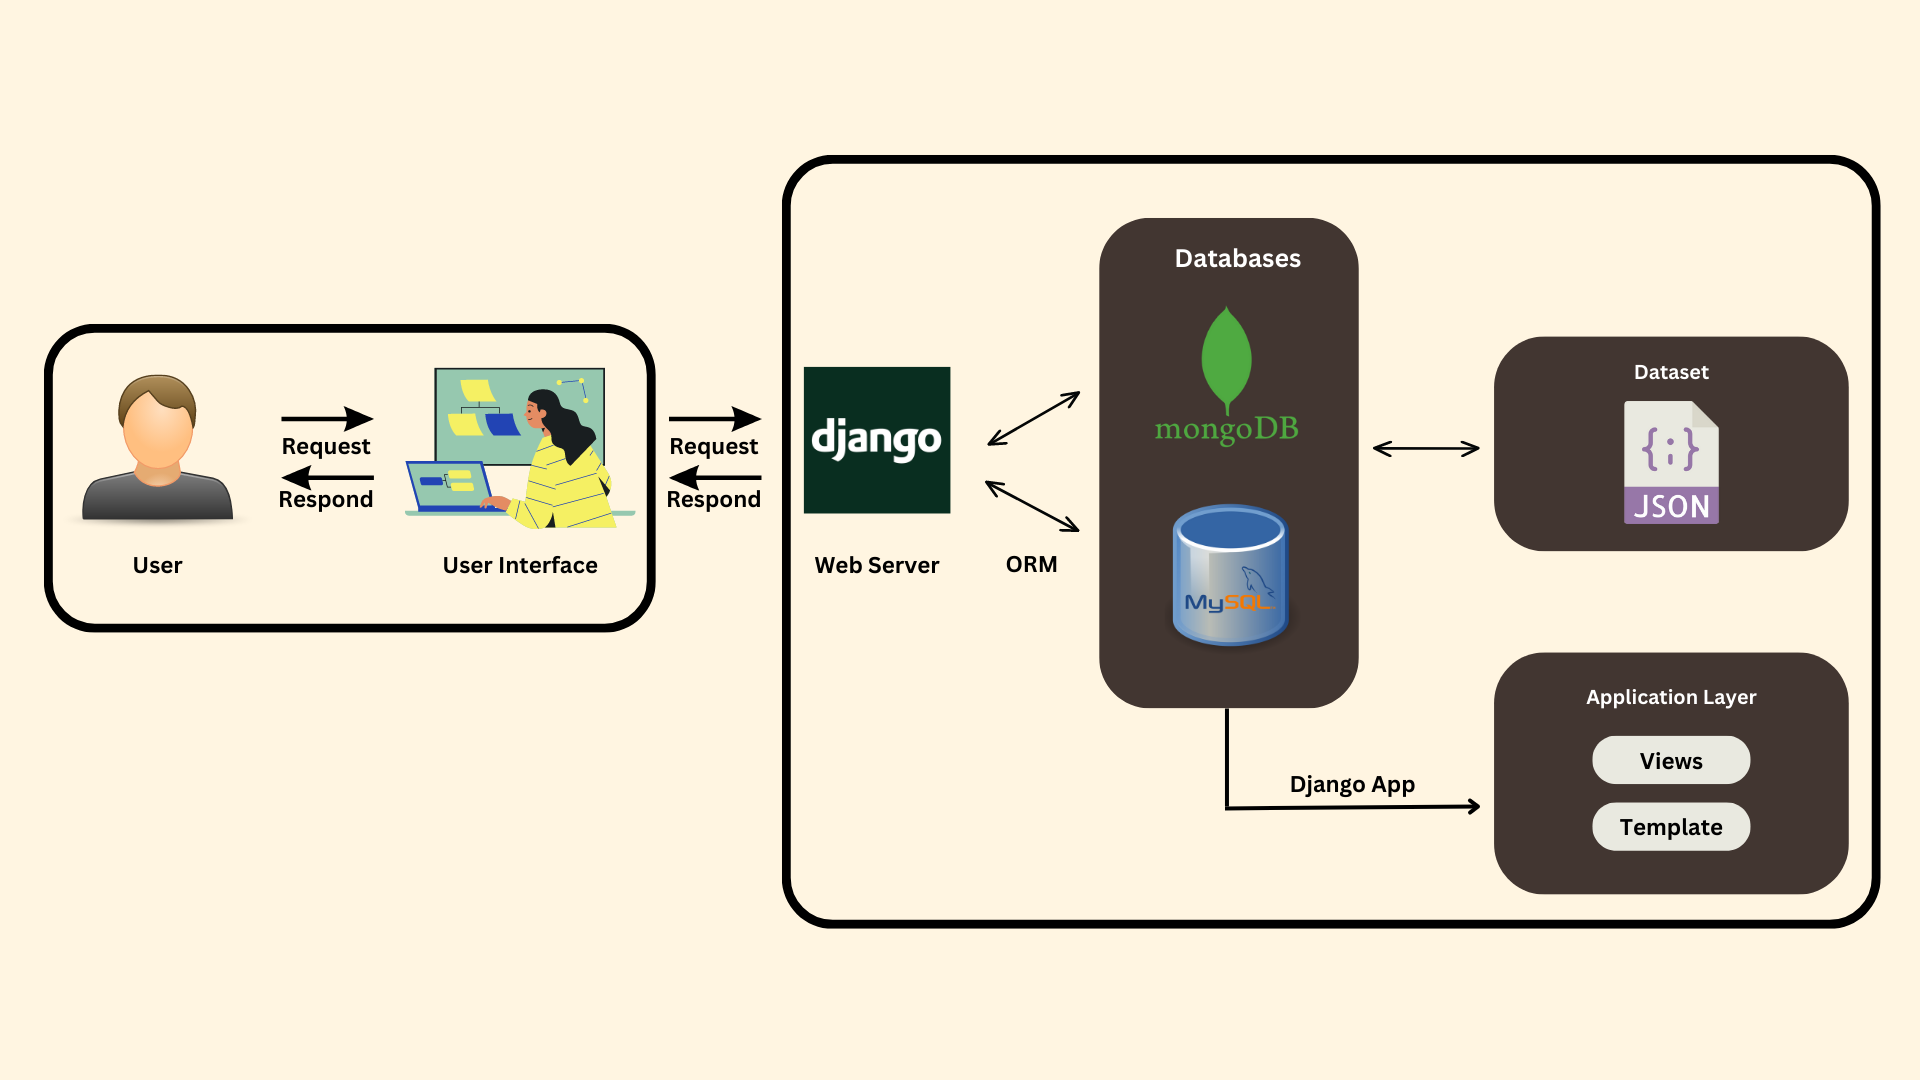 Request
Respond
User
User Interface
Request
Respond
django
Web Server
ORM
Databases
mongoDB
MySQL
Dataset
{;}
JSON
Django App
Application Layer
Views
Template